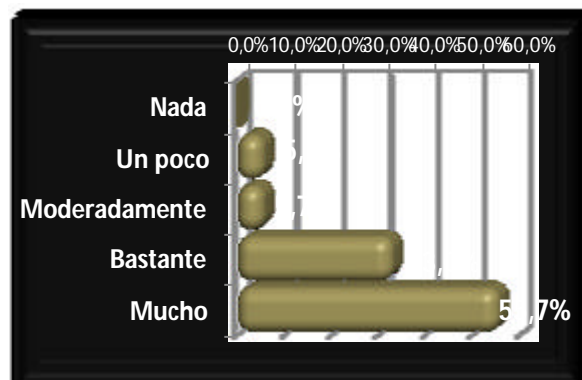 0,0% 10,0% 20,0% 30,0% 40,0% 50,0% 60,0%
Nada
Un poco
Moderadamente
Bastante
Mucho